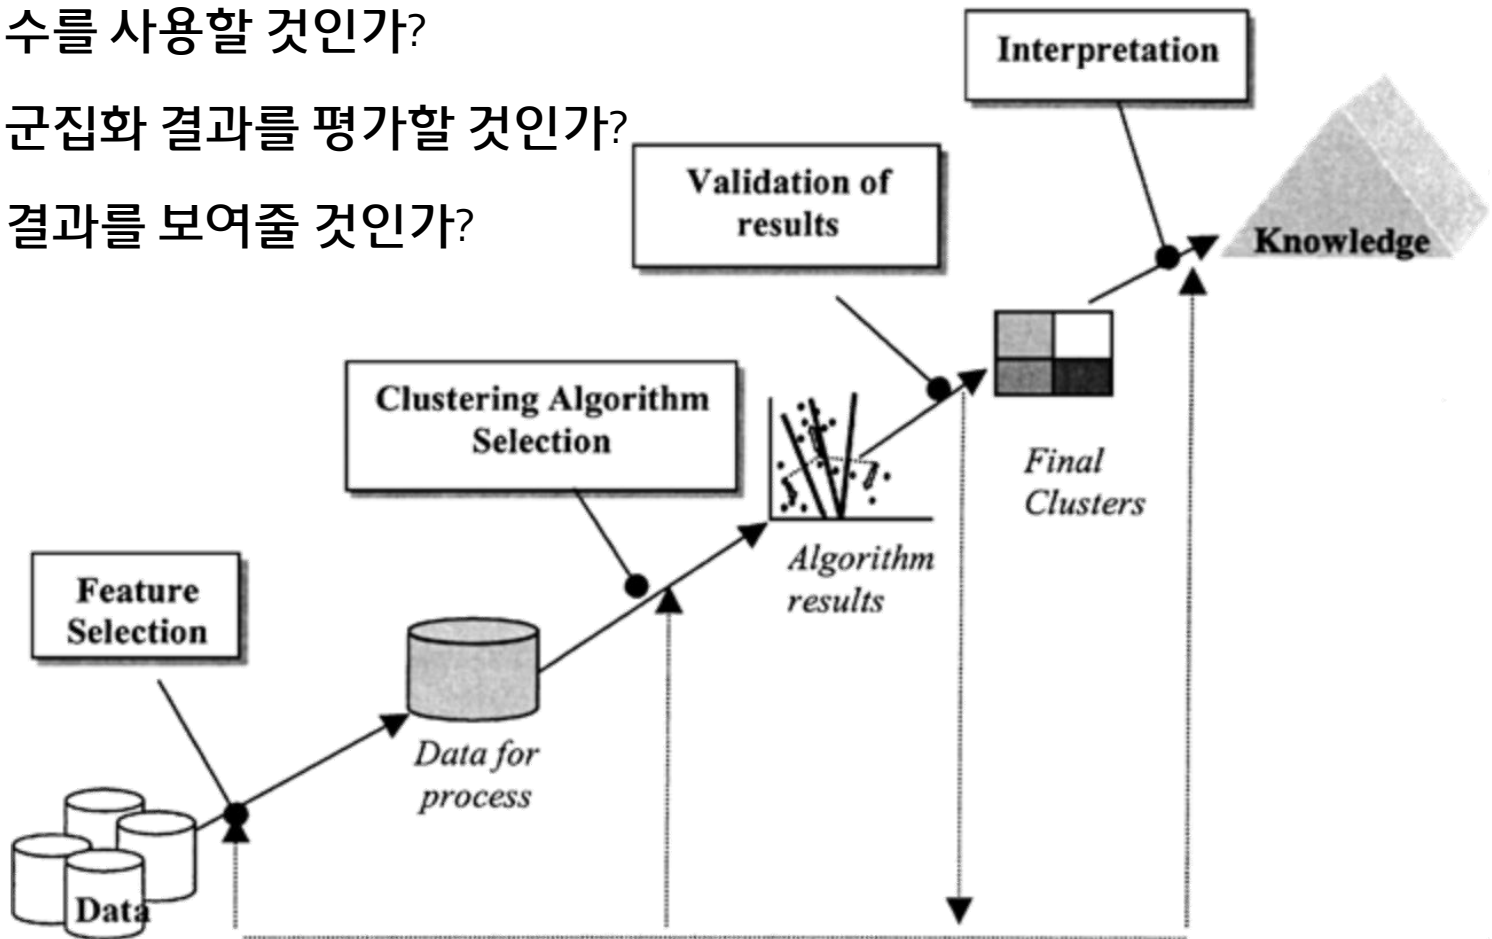 수를 사용할 것인가?
군집화 결과를 평가할 것인가?
결과를 보여줄 것인가?
Interpretation
Validation of
results
Knowledge
Clustering Algorithm
Selection
Final
Clusters
Algorithm
results
Feature
Selection
Data for
process
Data